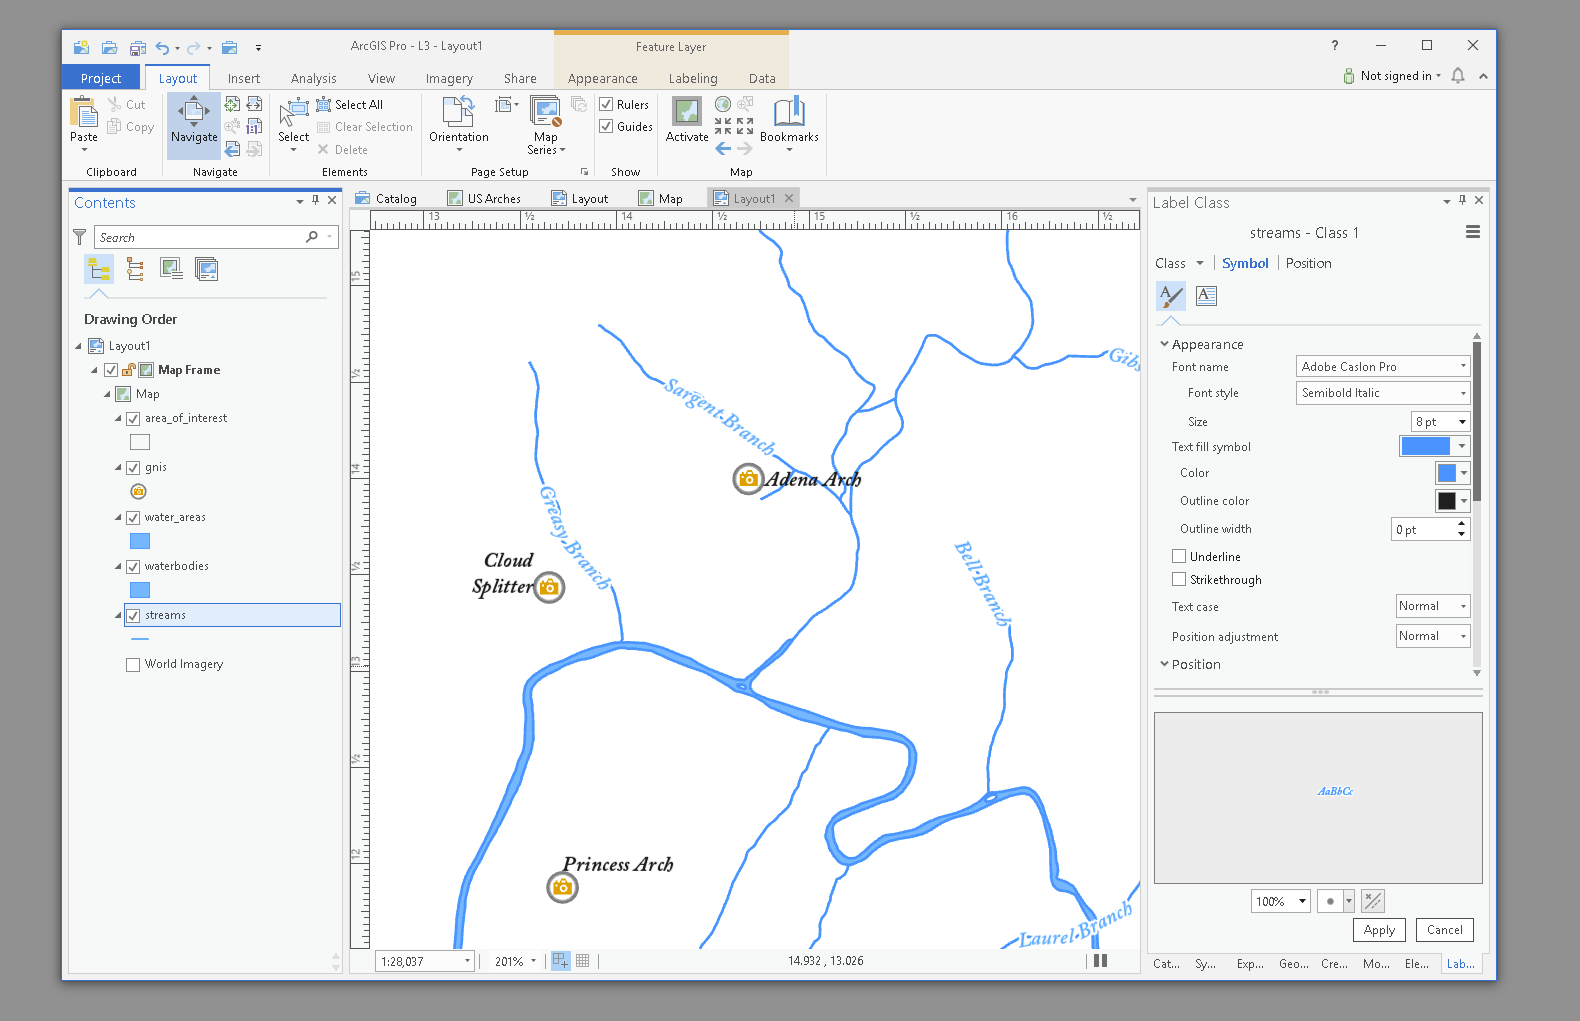 ArcGIS Pro - L3 - Layout1
Feature Layer
?
Project
Layout
Insert
Analysis
View
Imagery
Share
Appearance
Labeling
Data
Not signed in
Paste
Cut
Copy
Clipboard
Navigate
1:1
Navigate
Select
Select All
Clear Selection
Delete
Elements
Orientation
Map
Series
Page Setup
Rulers
Guides
Show
Activate
Bookmarks
Map
Contents
Search
Drawing Order
Layout1
Map Frame
Map
area_of_interest
gnis
water_areas
waterbodies
streams
World Imagery
Catalog
US Arches
Layout
Map
Layout1
13
½
14
½
15
½
16
½
15
½
14
½
13
½
12
Gibs
Sargent Branch
Adena Arch
Greasy Branch
Cloud
Splitter
Bell Branch
Princess Arch
Laurel Branch
1:28,037
201%
14.932 , 13.026
Label Class
streams - Class 1
Class
Symbol
Position
Appearance
Font name
Adobe Caslon Pro
Font style
Semibold Italic
Size
8 pt
Text fill symbol
Color
Outline color
Outline width
0 pt
Underline
Strikethrough
Text case
Normal
Position adjustment
Normal
Position
AaBbCc
100%
Apply
Cancel
Cat...
Sy...
Exp...
Geo...
Cre...
Mo...
Ele...
Lab...